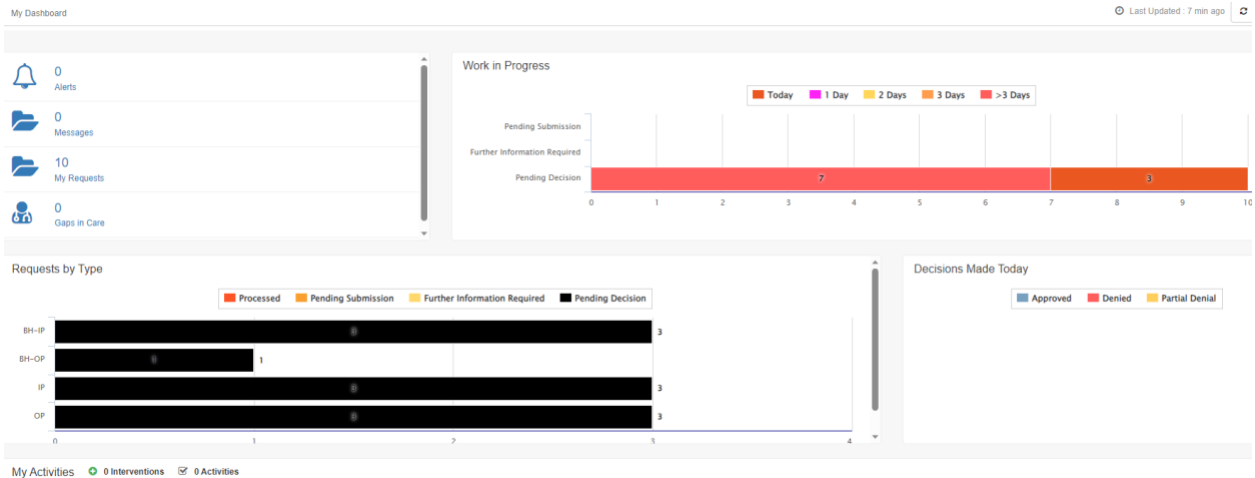 My Dashboard
Last Updated : 7 min ago
0
Alerts
0
Messages
10
My Requests
0
Gaps in Care
Work in Progress
Today 1 Day 2 Days 3 Days >3 Days
Pending Submission
Further Information Required
Pending Decision 7 3
0 1 2 3 4 5 6 7 8 9 10
Requests by Type
Processed Pending Submission Further Information Required Pending Decision
BH-IP 3
BH-OP 1
IP 3
OP 3
0 1 2 3 4
Decisions Made Today
Approved Denied Partial Denial
My Activities 0 Interventions 0 Activities